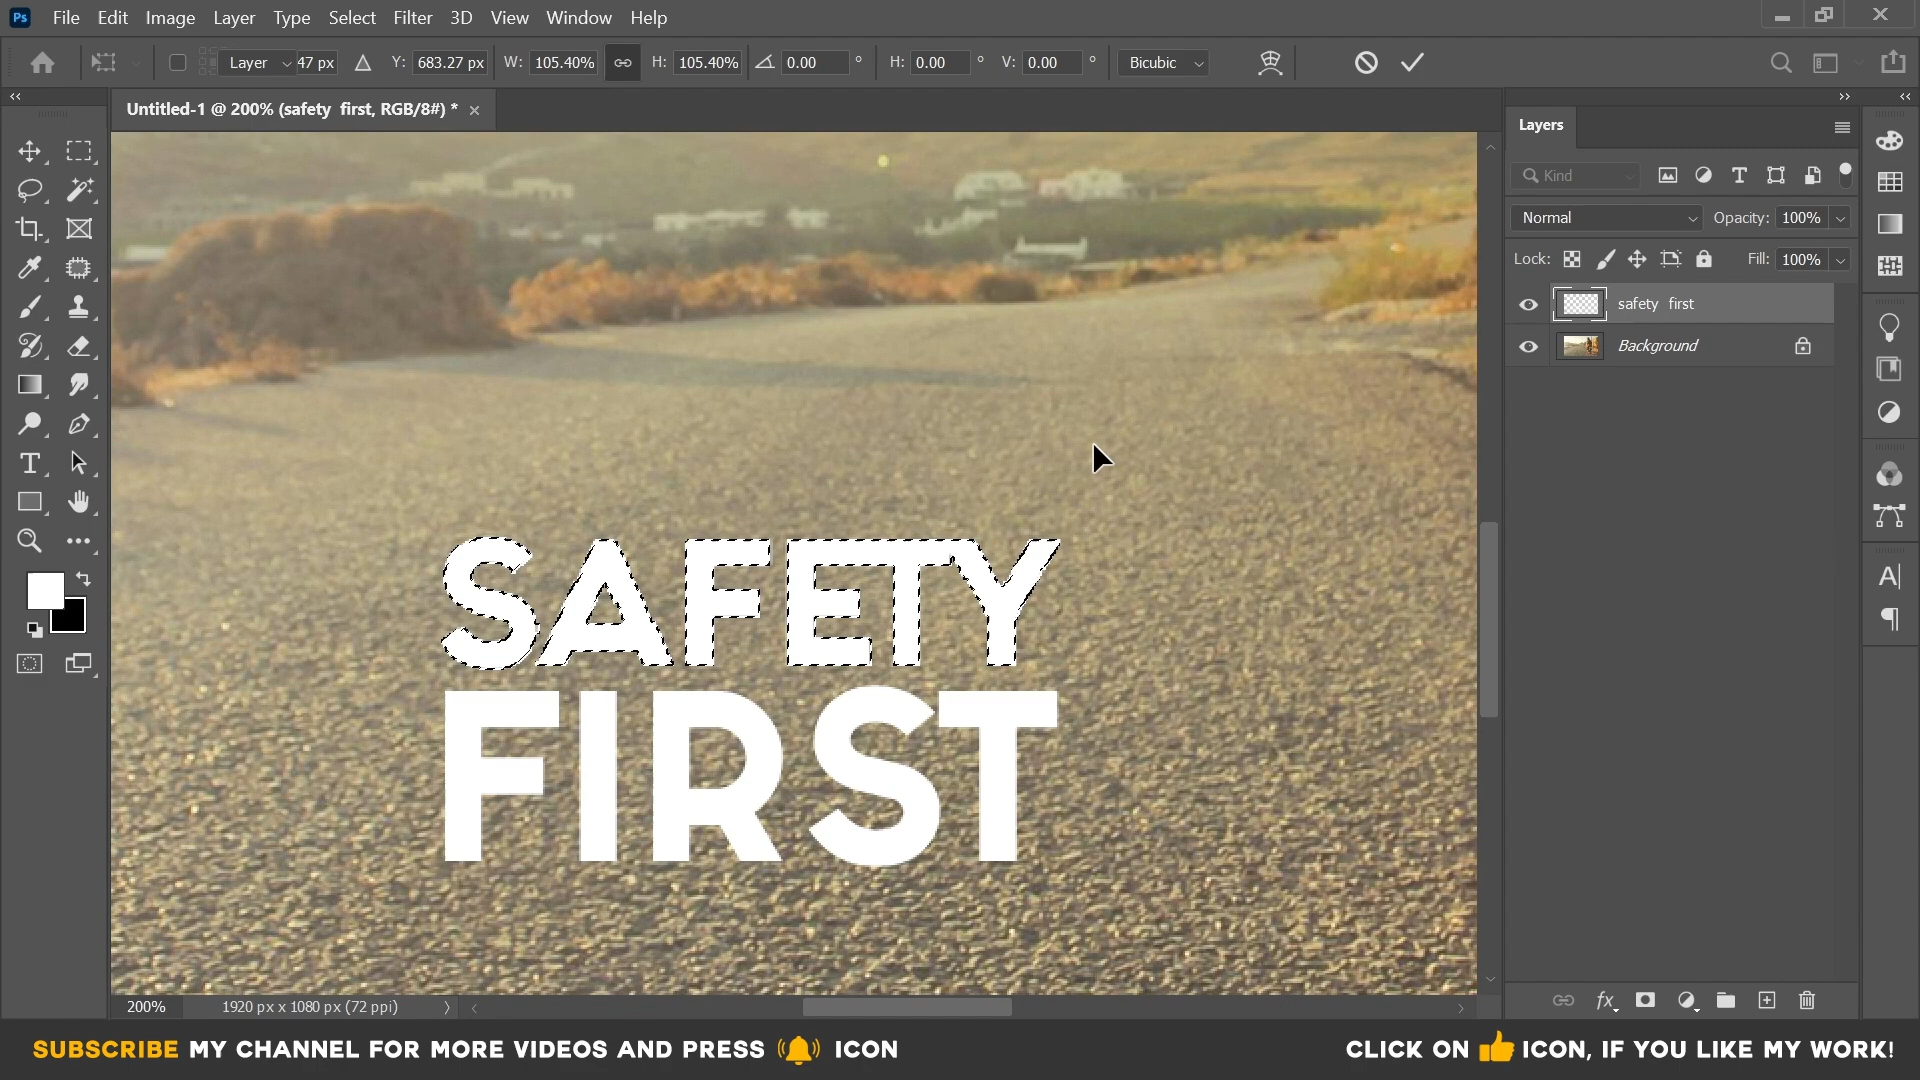 Ps File Edit Image Layer Type Select Filter 3D View Window Help
Layer 47 px Y: 683.27 px W: 105.40% H: 105.40% 0.00 ° H: 0.00 ° V: 0.00 ° Bicubic
Untitled-1 @ 200% (safety first, RGB/8#) *
Layers
Kind
Normal Opacity: 100%
Lock: Fill: 100%
safety first
Background
SAFETY
FIRST
200% 1920 px x 1080 px (72 ppi)
fx
SUBSCRIBE MY CHANNEL FOR MORE VIDEOS AND PRESS ICON
CLICK ON ICON, IF YOU LIKE MY WORK!